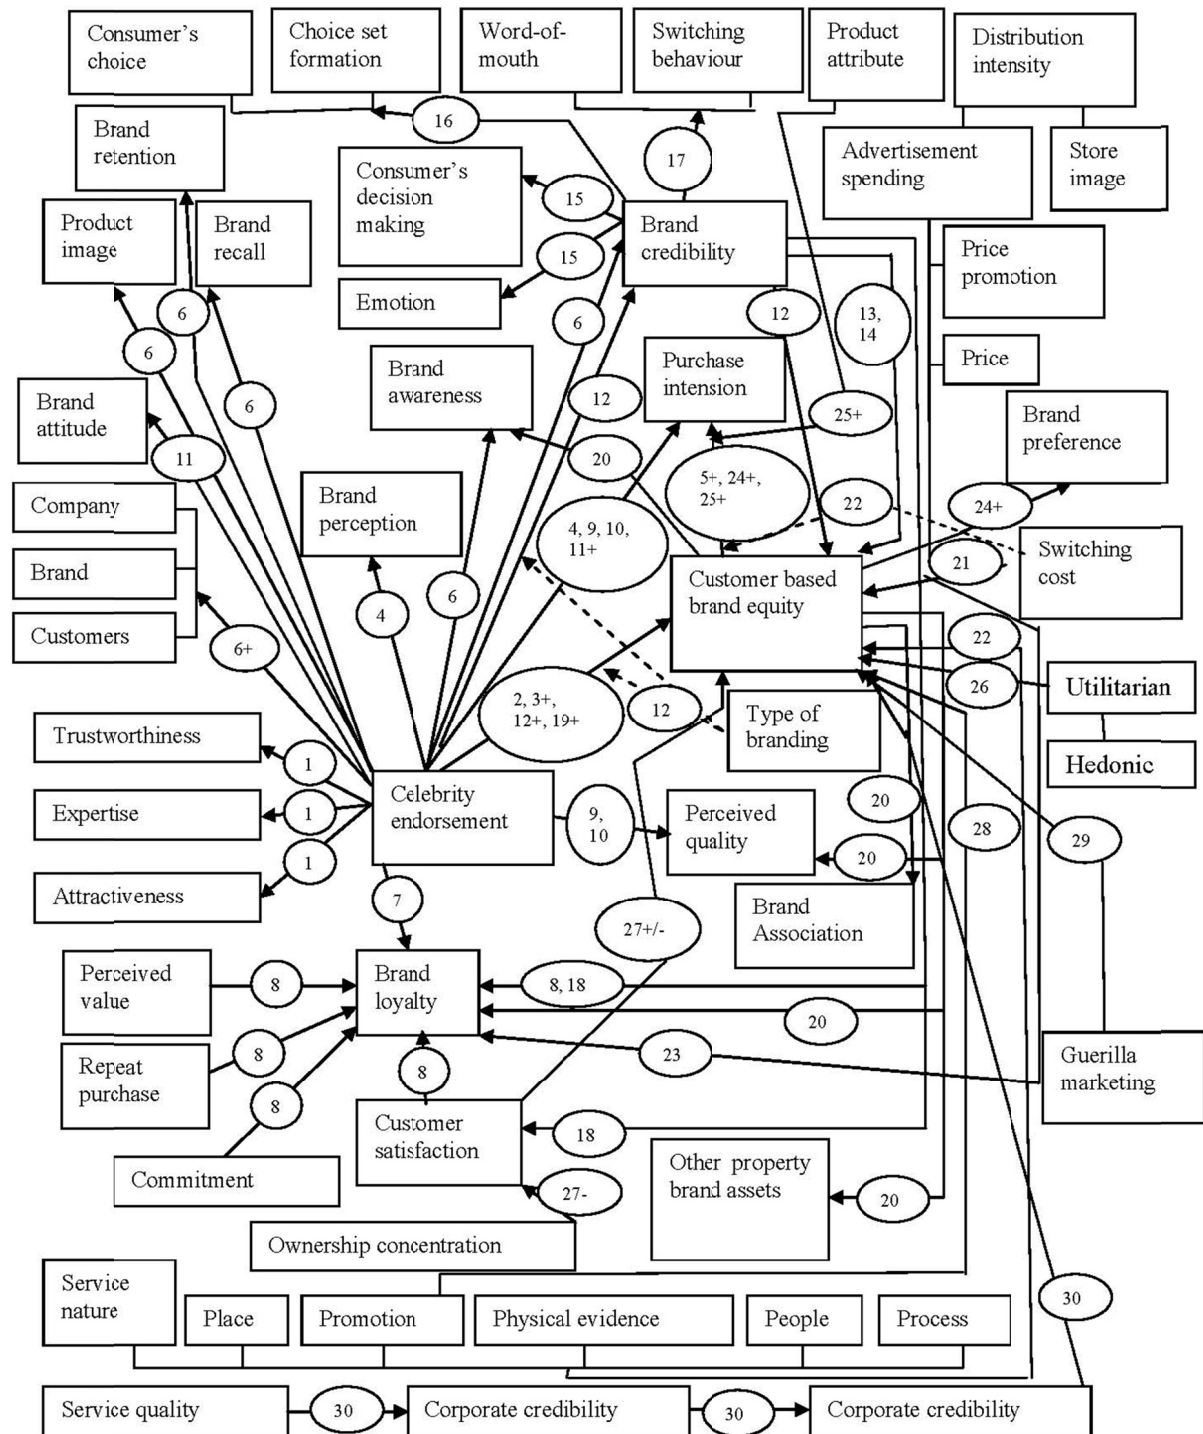 Consumer's
choice
Choice set
formation
Word-of-
mouth
Switching
behaviour
Product
attribute
Distribution
intensity
Brand
retention
16
17
Consumer's
decision
making
15
Advertisement
spending
Store
image
Product
image
Brand
recall
Brand
credibility
15
Price
promotion
Emotion
6
6
6
12
13,
14
Price
Brand
attitude
6
Brand
awareness
12
Purchase
intension
25+
Brand
preference
11
20
Company
Brand
perception
5+, 24+,
25+
22
24+
4, 9, 10,
11+
Brand
Customer based
brand equity
21
Switching
cost
4
6
Customers
6+
22
2, 3+,
12+, 19+
12
26
Utilitarian
Type of
branding
Trustworthiness
1
Hedonic
Expertise
1
Celebrity
endorsement
9,
10
Perceived
quality
20
28
29
20
1
Attractiveness
7
Brand
Association
27+/-
Perceived
value
8
Brand
loyalty
8, 18
20
8
23
Repeat
purchase
8
8
Guerilla
marketing
Customer
satisfaction
18
Commitment
Other property
brand assets
27-
20
Ownership concentration
Service
nature
Place
Promotion
Physical evidence
People
Process
30
Service quality
30
Corporate credibility
30
Corporate credibility